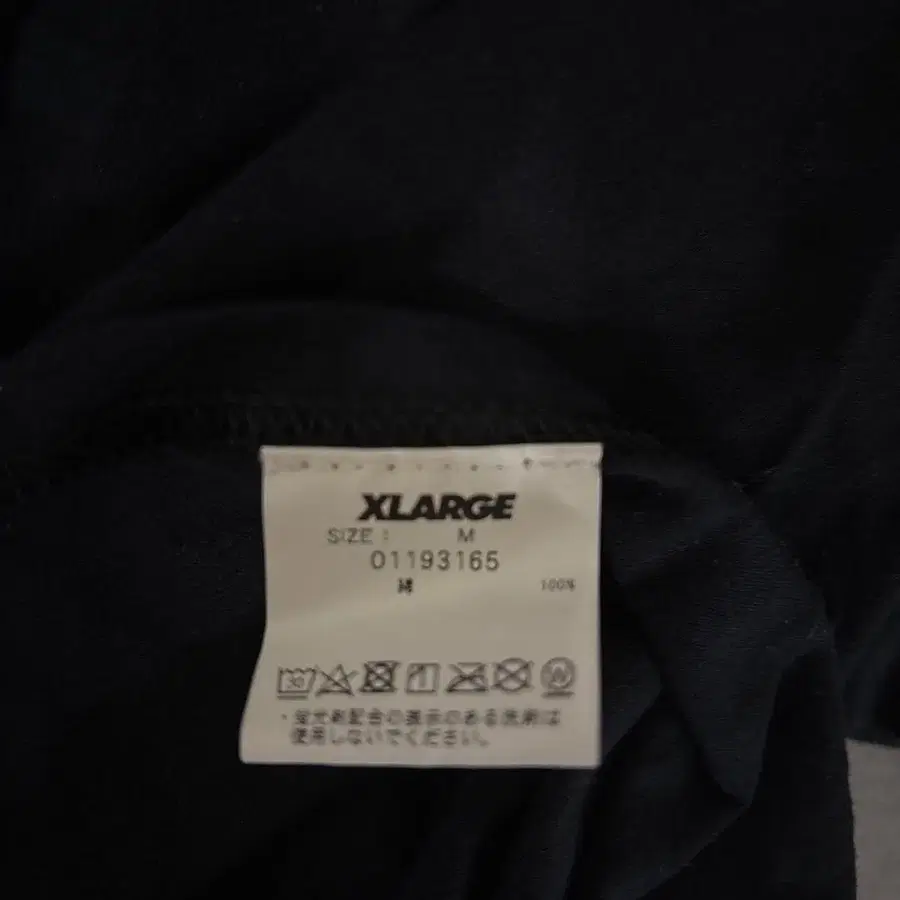 XLARGE
SIZE : M
01193165
綿 100%
30
・蛍光剤配合の表示のある洗剤は
使用しないでください。